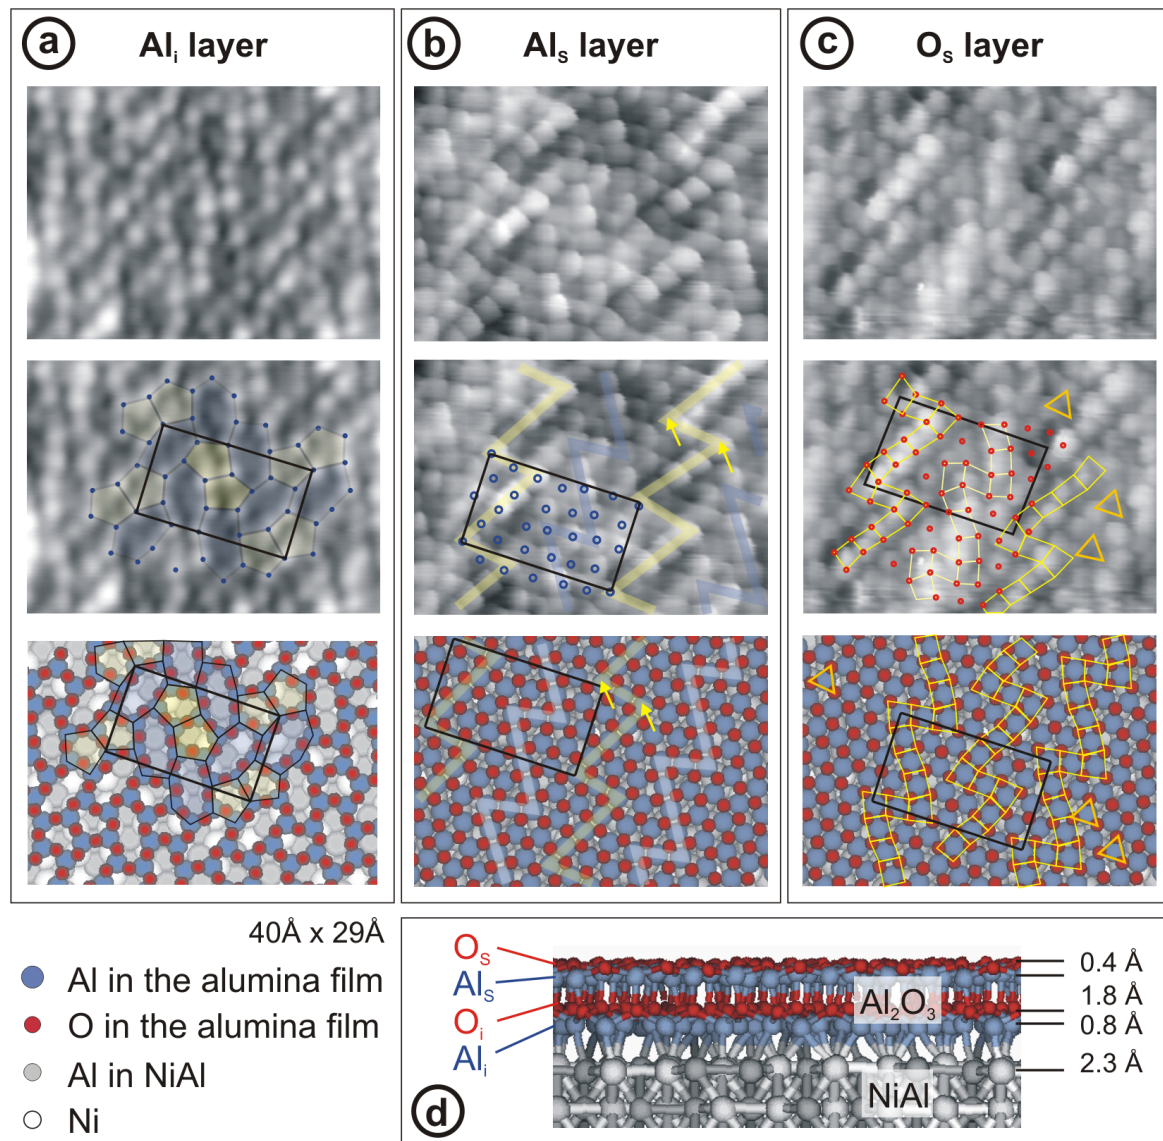 a Alᵢ layer
b Alₛ layer
c Oₛ layer
40Å x 29Å
Al in the alumina film
O in the alumina film
Al in NiAl
Ni
Oₛ
Alₛ
Oᵢ
Alᵢ
Al₂O₃
NiAl
0.4 Å
1.8 Å
0.8 Å
2.3 Å
d